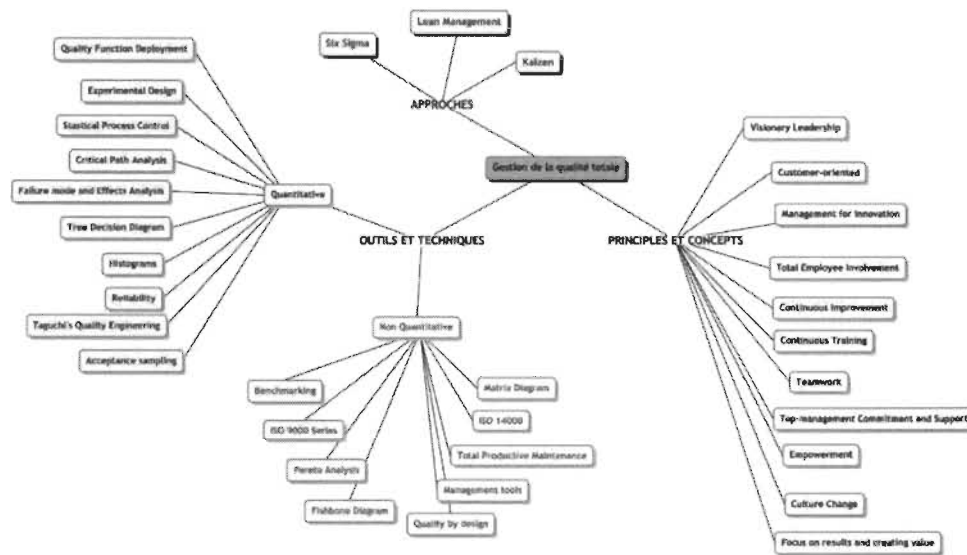 Lean Management
Six Sigma
Kaizen
APPROCHES
Gestion de la qualité totale
Quality Function Deployment
Experimental Design
Stastical Process Control
Critical Path Analysis
Failure mode and Effects Analysis
Tree Decision Diagram
Histograms
Reliability
Taguchi's Quality Engineering
Acceptance sampling
Quantitative
OUTILS ET TECHNIQUES
Non Quantitative
Benchmarking
ISO 9000 Series
Pareto Analysis
Fishbone Diagram
Matrix Diagram
ISO 14000
Total Productive Maintenance
Management tools
Quality by design
PRINCIPLES ET CONCEPTS
Visionary Leadership
Customer-oriented
Management for Innovation
Total Employee Involvement
Continuous Improvement
Continuous Training
Teamwork
Top-management Commitment and Support
Empowerment
Culture Change
Focus on results and creating value